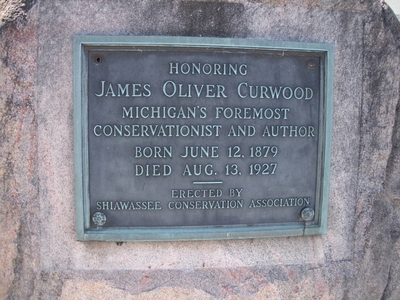 HONORING
JAMES OLIVER CURWOOD
MICHIGAN'S FOREMOST
CONSERVATIONIST AND AUTHOR
BORN JUNE 12, 1879
DIED AUG. 13, 1927
ERECTED BY
SHIAWASSEE CONSERVATION ASSOCIATION